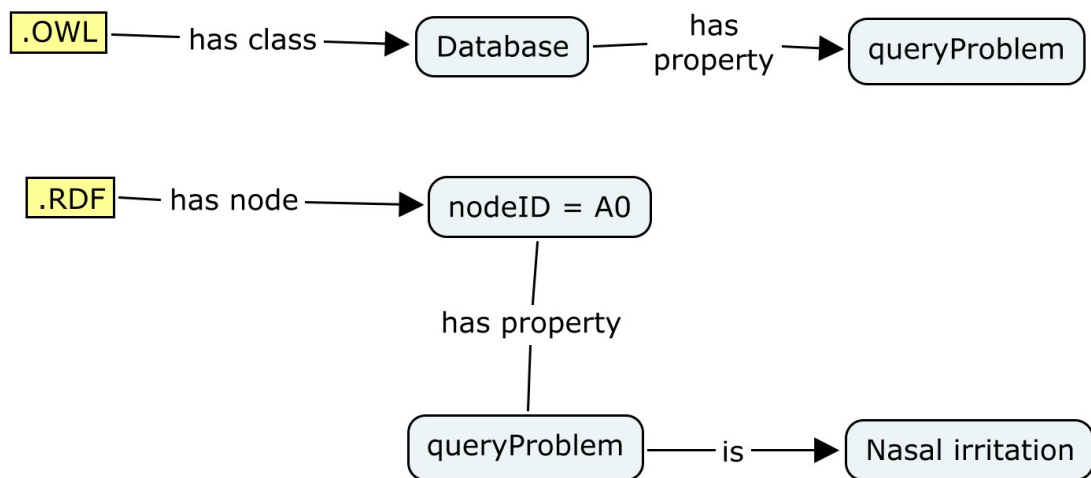 .OWL
has class
Database
has
property
queryProblem
.RDF
has node
nodeID = A0
has property
queryProblem
is
Nasal irritation